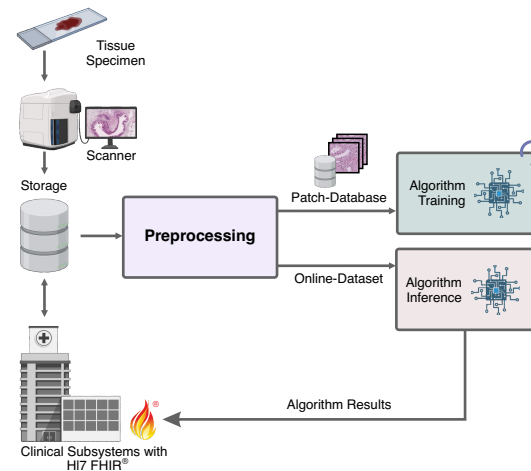 Tissue
Specimen
Scanner
Storage
Patch-Database
Algorithm
Training
Preprocessing
Online-Dataset
Algorithm
Inference
®
Algorithm Results
Clinical Subsystems with
Hl7 FHIR®